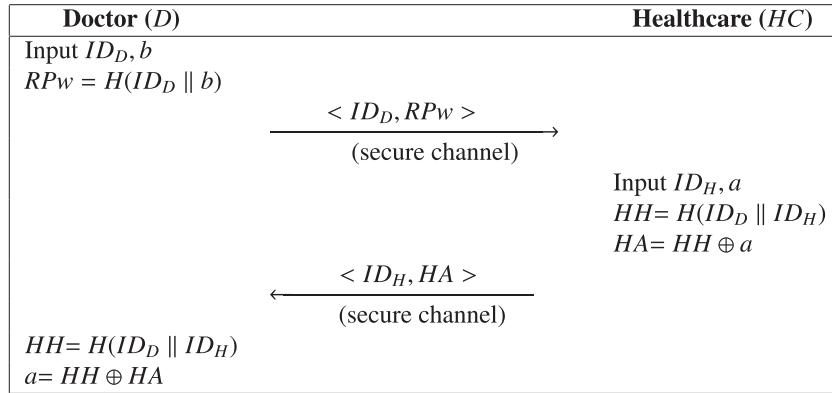 Doctor (D) Healthcare (HC)
Input ID_D, b
RPw = H(ID_D ∥ b)
< ID_D, RPw >
(secure channel)
Input ID_H, a
HH= H(ID_D ∥ ID_H)
HA= HH ⊕ a
< ID_H, HA >
(secure channel)
HH= H(ID_D ∥ ID_H)
a= HH ⊕ HA